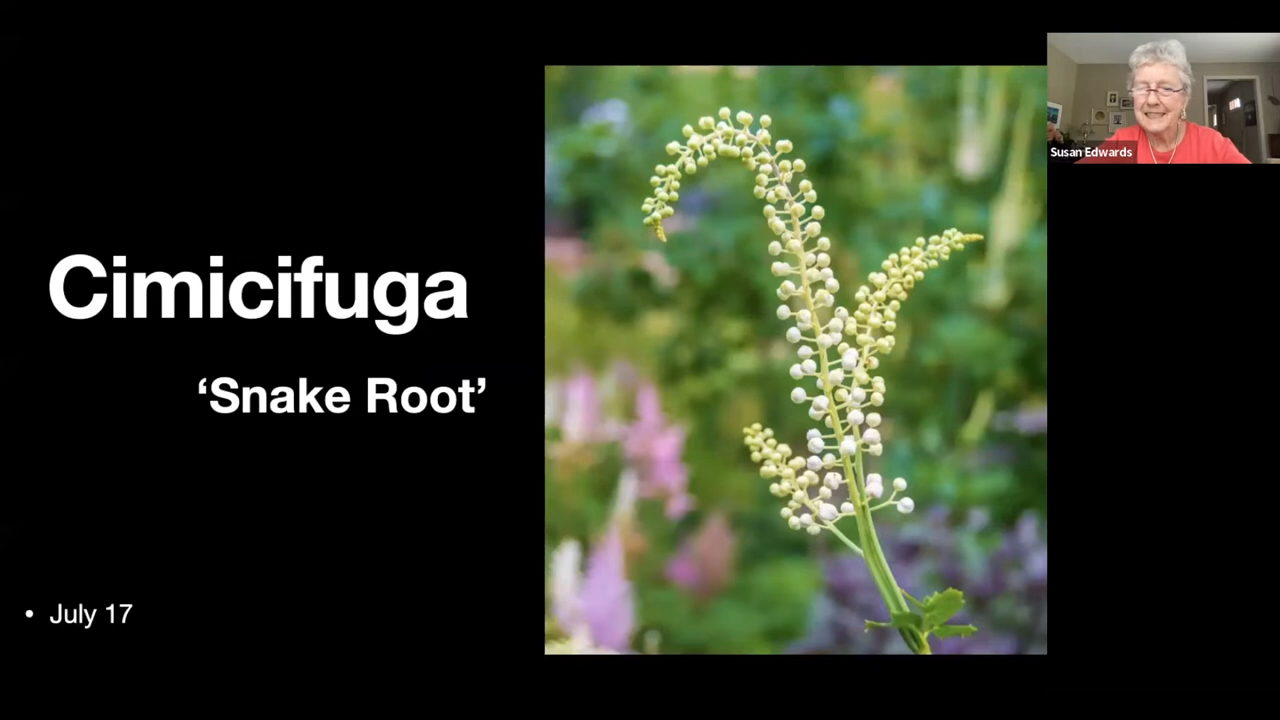 Cimicifuga
‘Snake Root’
• July 17
Susan Edwards